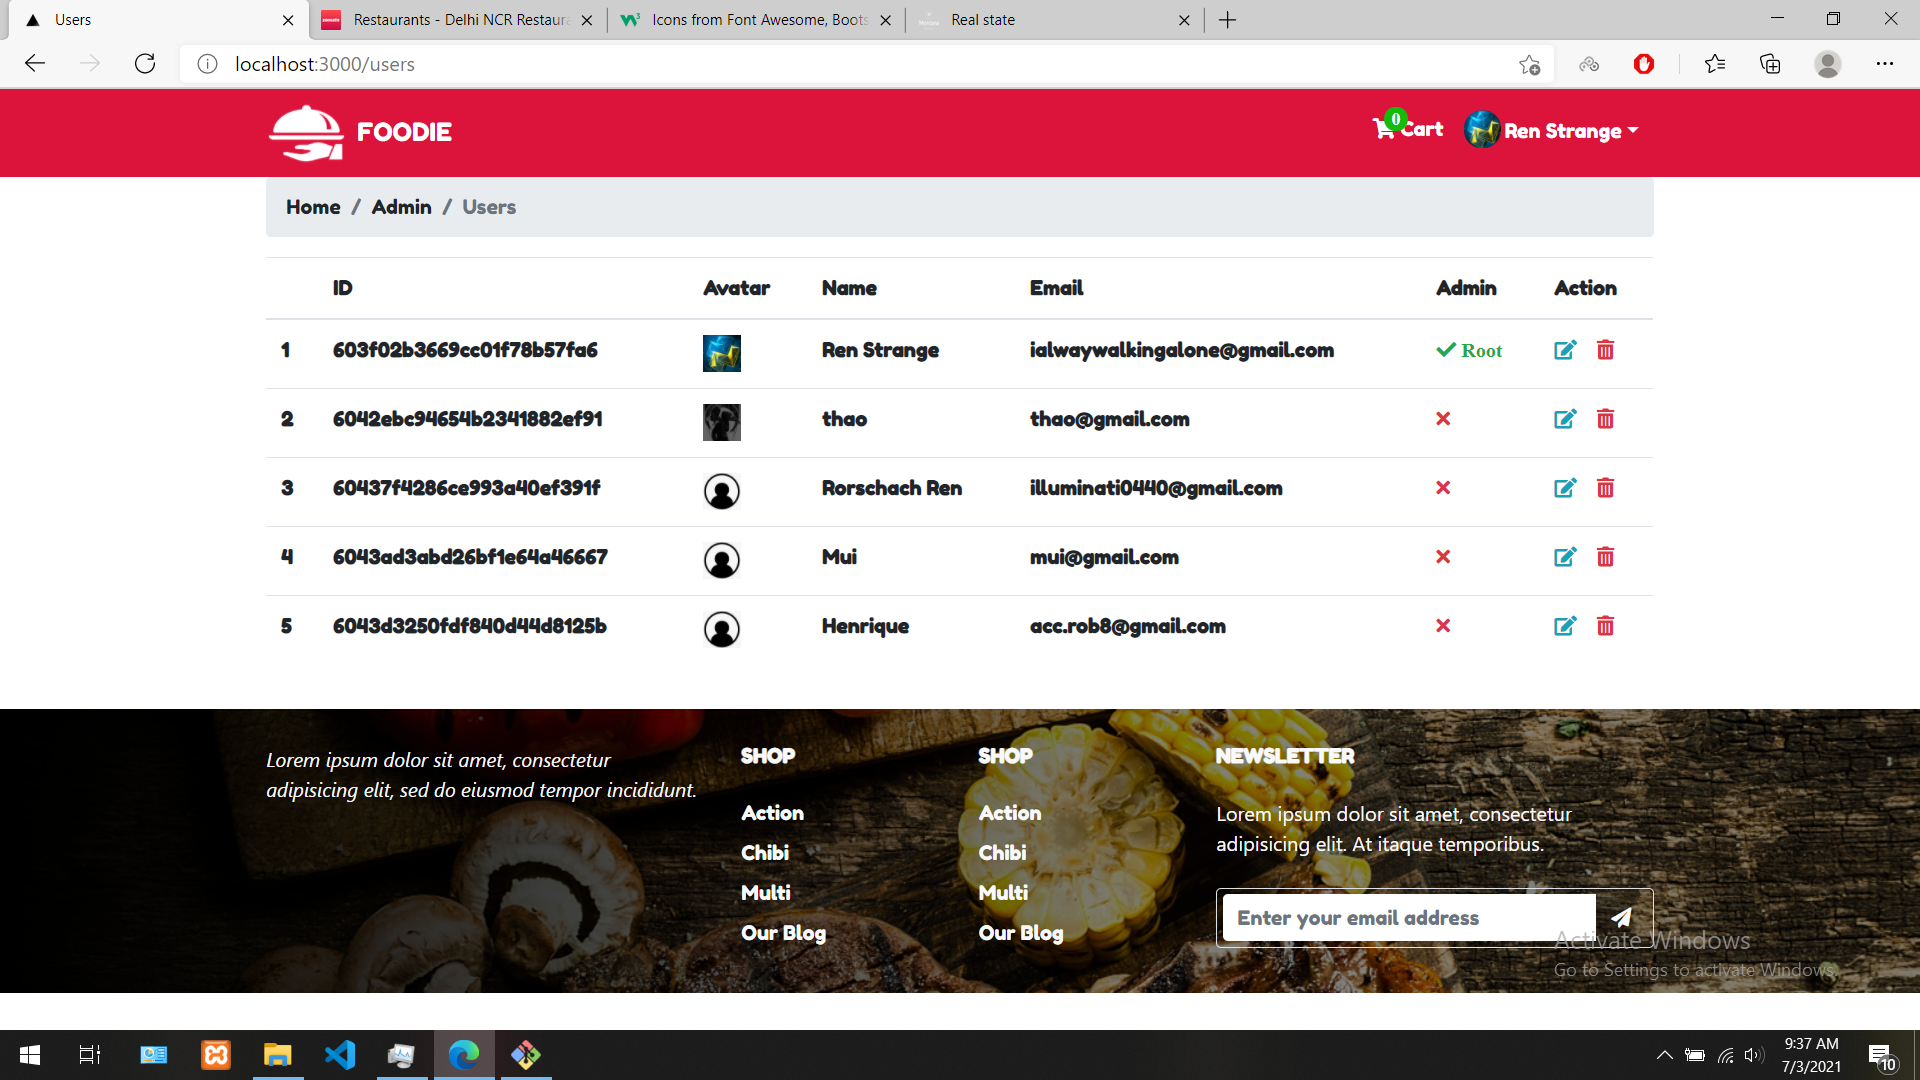 Users
Restaurants - Delhi NCR Restaura
Icons from Font Awesome, Boots
Real state
localhost:3000/users
FOODIE
0
Cart
Ren Strange
Home / Admin / Users
ID Avatar Name Email Admin Action
1 603f02b3669cc01f78b57fa6 Ren Strange ialwaywalkingalone@gmail.com Root
2 6042ebc94654b2341882ef91 thao thao@gmail.com
3 60437f4286ce993a40ef391f Rorschach Ren illuminati0440@gmail.com
4 6043ad3abd26bf1e64a46667 Mui mui@gmail.com
5 6043d3250fdf840d44d8125b Henrique acc.rob8@gmail.com
Lorem ipsum dolor sit amet, consectetur
adipisicing elit, sed do eiusmod tempor incididunt.
SHOP
Action
Chibi
Multi
Our Blog
SHOP
Action
Chibi
Multi
Our Blog
NEWSLETTER
Lorem ipsum dolor sit amet, consectetur
adipisicing elit. At itaque temporibus.
Enter your email address
Activate Windows
Go to Settings to activate Windows.
9:37 AM
7/3/2021
10